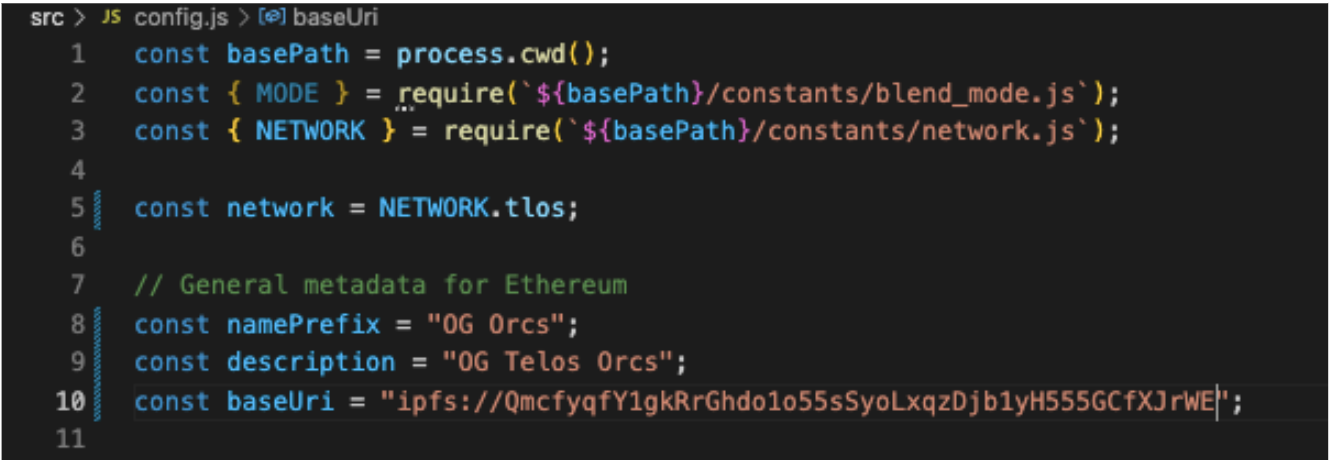 src > JS config.js > baseUri
1 const basePath = process.cwd();
2 const { MODE } = require(`${basePath}/constants/blend_mode.js`);
3 const { NETWORK } = require(`${basePath}/constants/network.js`);
4
5 const network = NETWORK.tlos;
6
7 // General metadata for Ethereum
8 const namePrefix = "OG Orcs";
9 const description = "OG Telos Orcs";
10 const baseUri = "ipfs://QmcfyqfY1gkRrGhdo1o55sSyoLxqzDjb1yH555GCfXJrWE";
11